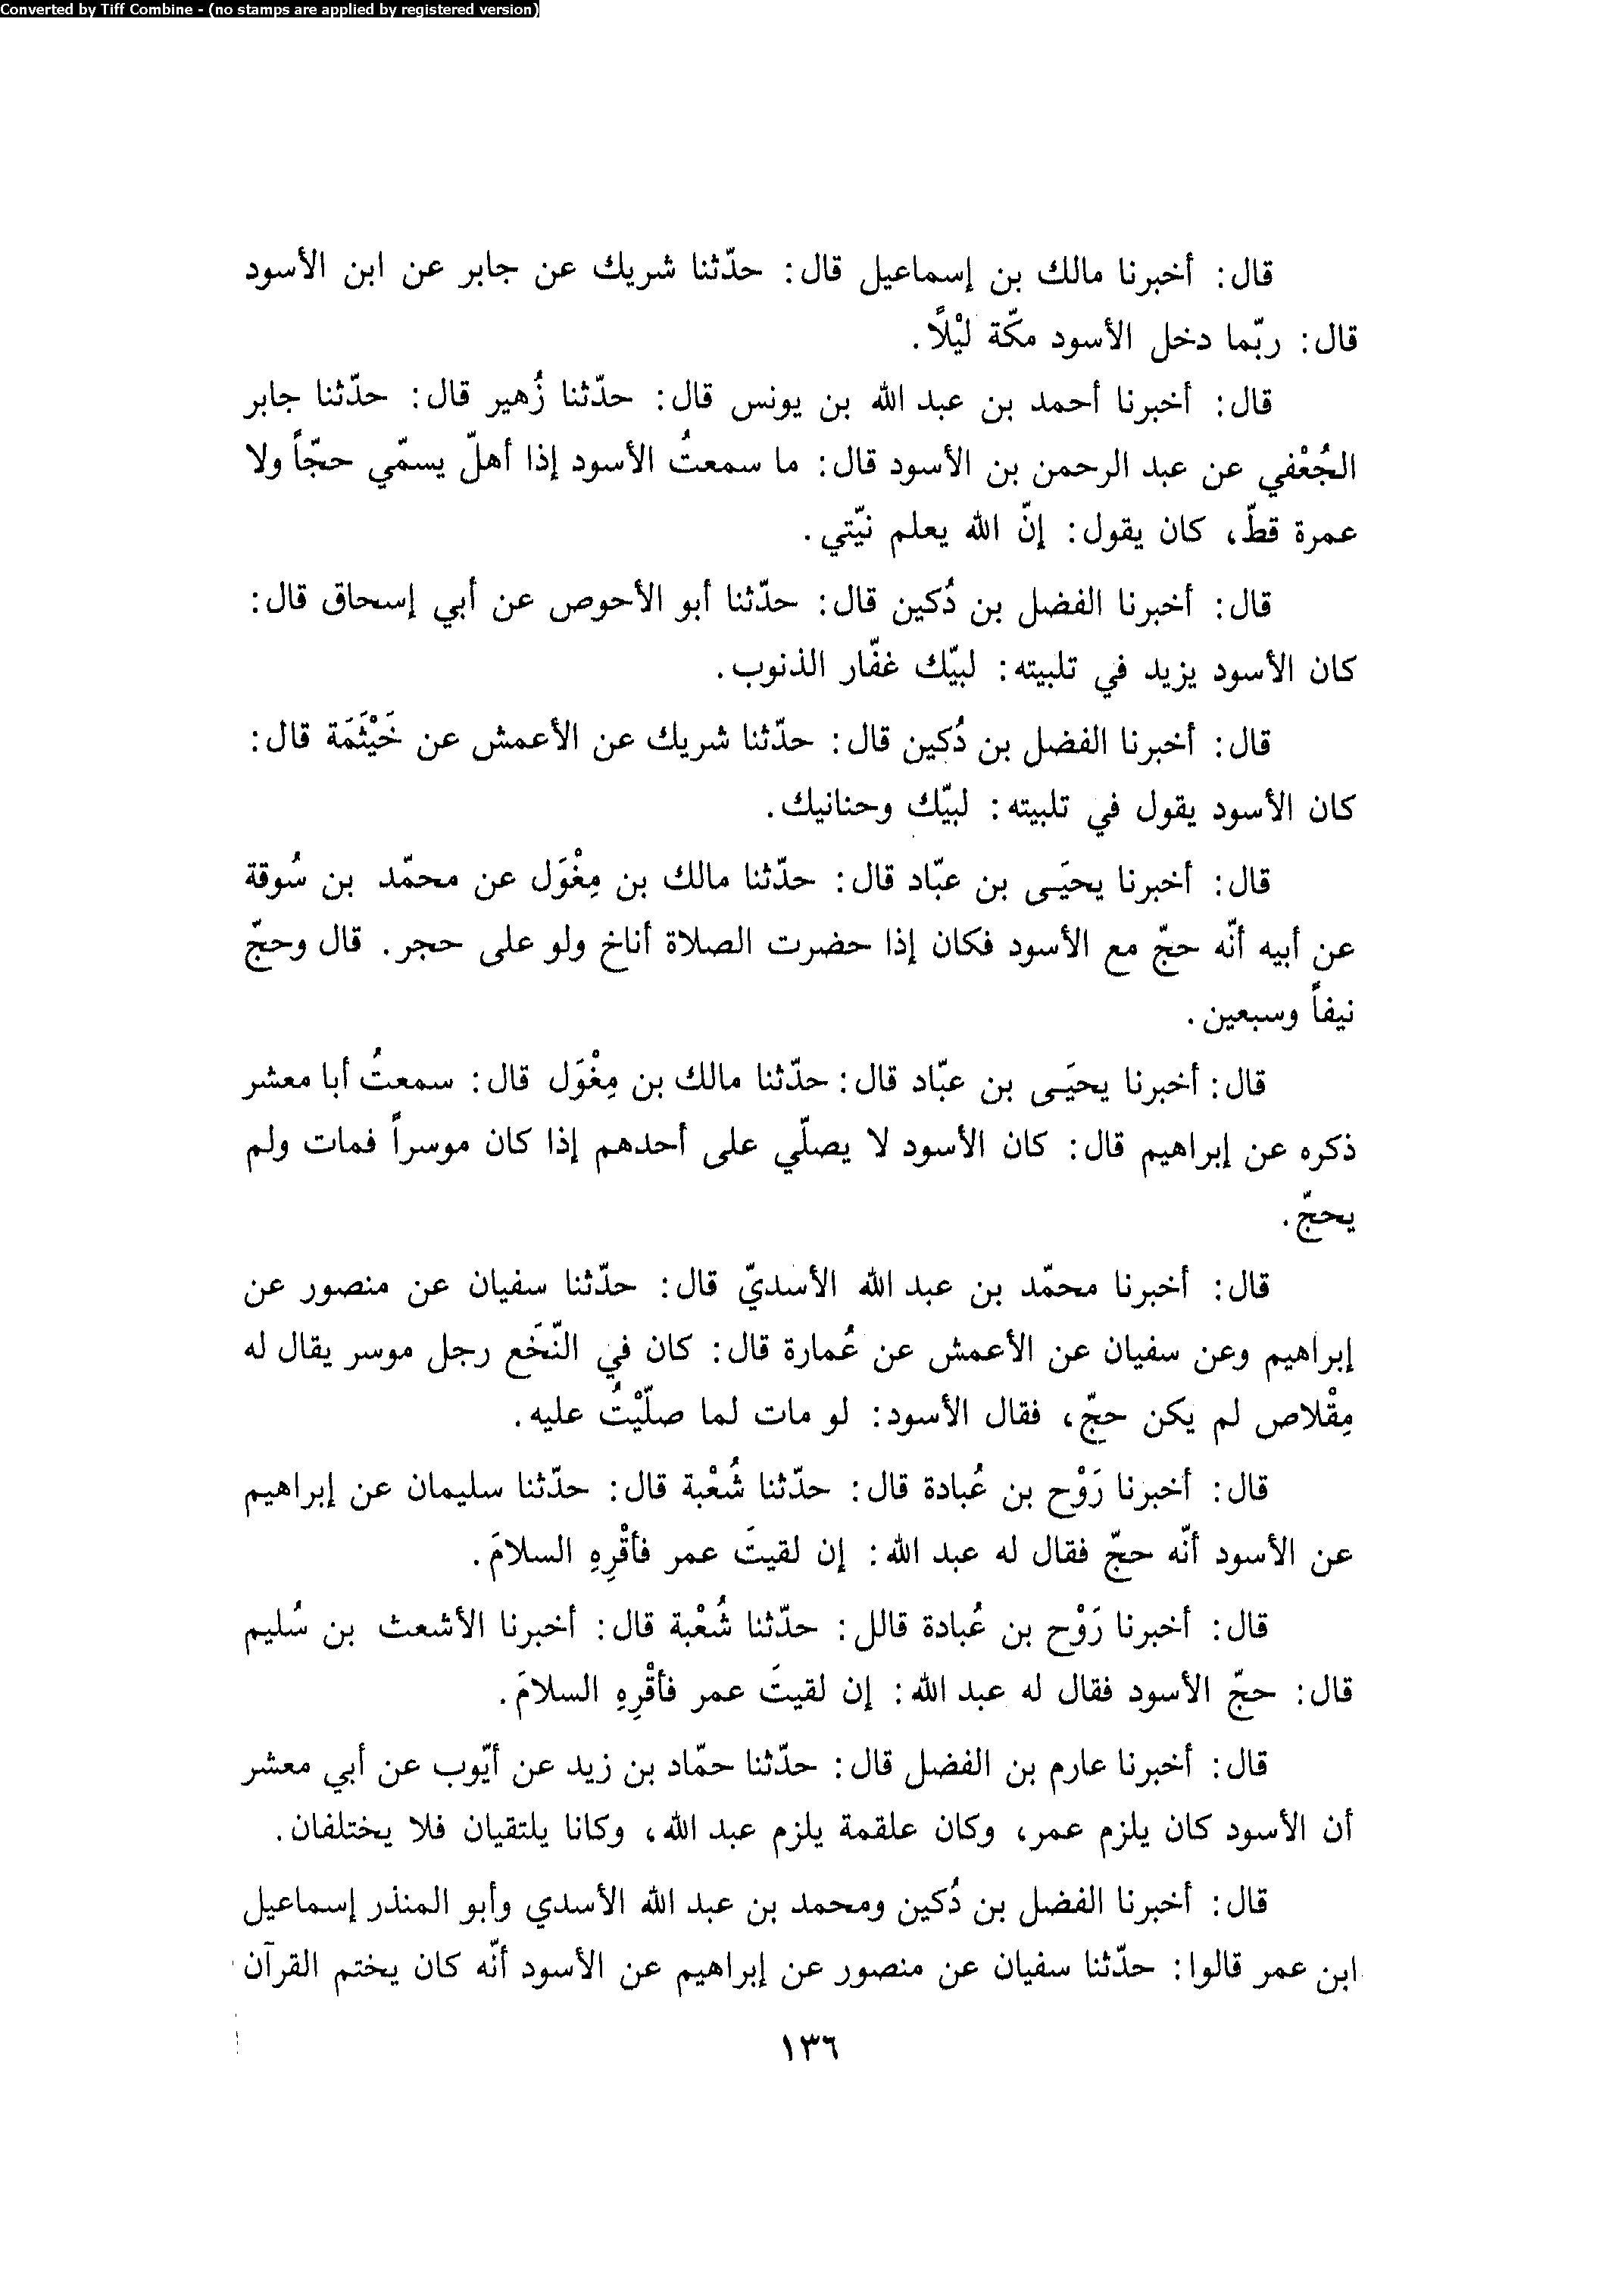 Converted by Tiff Combine - (no stamps are applied by registered version)
قال: أخبرنا مالك بن إسماعيل قال: حدّثنا شريك عن جابر عن ابن الأسود
قال: ربّما دخل الأسود مكّة ليْلاً.
قال: أخبرنا أحمد بن عبد الله بن يونس قال: حدّثنا زُهير قال: حدّثنا جابر
الجُعْفي عن عبد الرحمن بن الأسود قال: ما سمعتُ الأسود إذا أهلّ يسمّي حجّاً ولا
عمرة قطّ، كان يقول: إنّ الله يعلم نيّتي.
قال: أخبرنا الفضل بن دُكين قال: حدّثنا أبو الأحوص عن أبي إسحاق قال:
كان الأسود يزيد في تلبيته: لبيّك غفّار الذنوب.
قال: أخبرنا الفضل بن دُكين قال: حدّثنا شريك عن الأعمش عن خَيْثَمَة قال:
كان الأسود يقول في تلبيته: لبيّك وحنانيك.
قال: أخبرنا يحيَى بن عبّاد قال: حدّثنا مالك بن مِغْوَل عن محمّد بن سُوقة
عن أبيه أنّه حجّ مع الأسود فكان إذا حضرت الصلاة أناخ ولو على حجر. قال وحجّ
نيفاً وسبعين.
قال: أخبرنا يحيَى بن عبّاد قال: حدّثنا مالك بن مِغْوَل قال: سمعتُ أبا معشر
ذكره عن إبراهيم قال: كان الأسود لا يصلّي على أحدهم إذا كان موسراً فمات ولم
يحجّ.
قال: أخبرنا محمّد بن عبد الله الأسديّ قال: حدّثنا سفيان عن منصور عن
إبراهيم وعن سفيان عن الأعمش عن عُمارة قال: كان في النّخَع رجل موسر يقال له
مِقْلاص لم يكن حجّ، فقال الأسود: لو مات لما صلّيْتُ عليه.
قال: أخبرنا رَوْح بن عُبادة قال: حدّثنا شُعْبة قال: حدّثنا سليمان عن إبراهيم
عن الأسود أنّه حجّ فقال له عبد الله: إن لقيتَ عمر فأقْرِهِ السلامَ.
قال: أخبرنا رَوْح بن عُبادة قالل: حدّثنا شُعْبة قال: أخبرنا الأشعث بن سُليم
قال: حجّ الأسود فقال له عبد الله: إن لقيتَ عمر فأقْرِهِ السلامَ.
قال: أخبرنا عارم بن الفضل قال: حدّثنا حمّاد بن زيد عن أيّوب عن أبي معشر
أن الأسود كان يلزم عمر، وكان علقمة يلزم عبد الله، وكانا يلتقيان فلا يختلفان.
قال: أخبرنا الفضل بن دُكين ومحمد بن عبد الله الأسدي وأبو المنذر إسماعيل
ابن عمر قالوا: حدّثنا سفيان عن منصور عن إبراهيم عن الأسود أنّه كان يختم القرآن
١٣٦